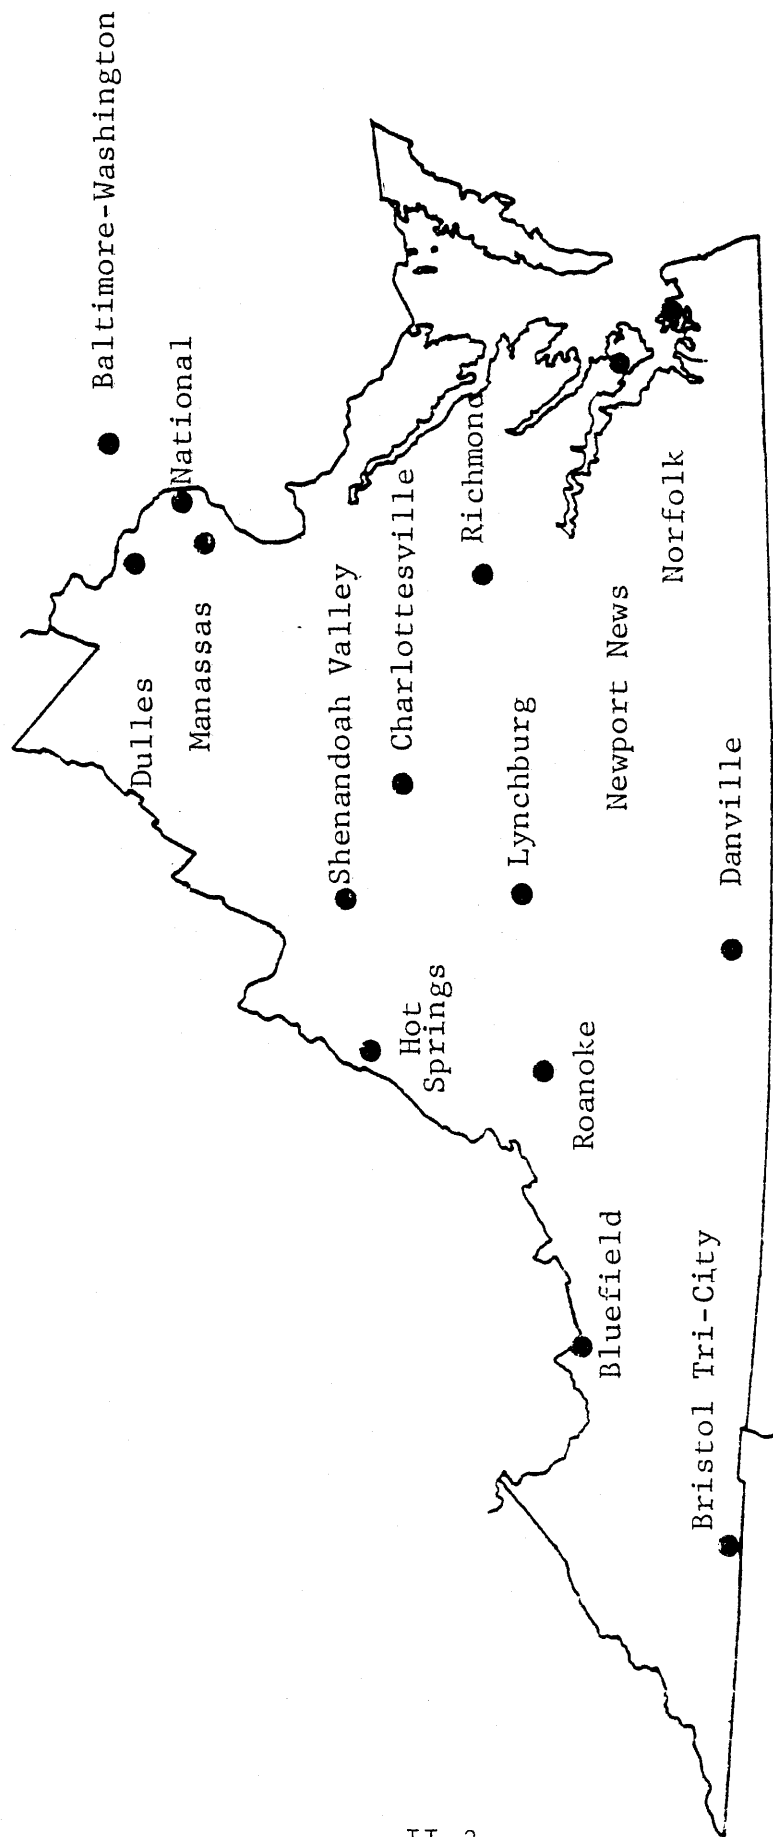 Baltimore-Washington
National
Dulles
Manassas
Shenandoah Valley
Charlottesville
Richmond
Hot
Springs
Lynchburg
Newport News
Norfolk
Roanoke
Danville
Bluefield
Bristol Tri-City